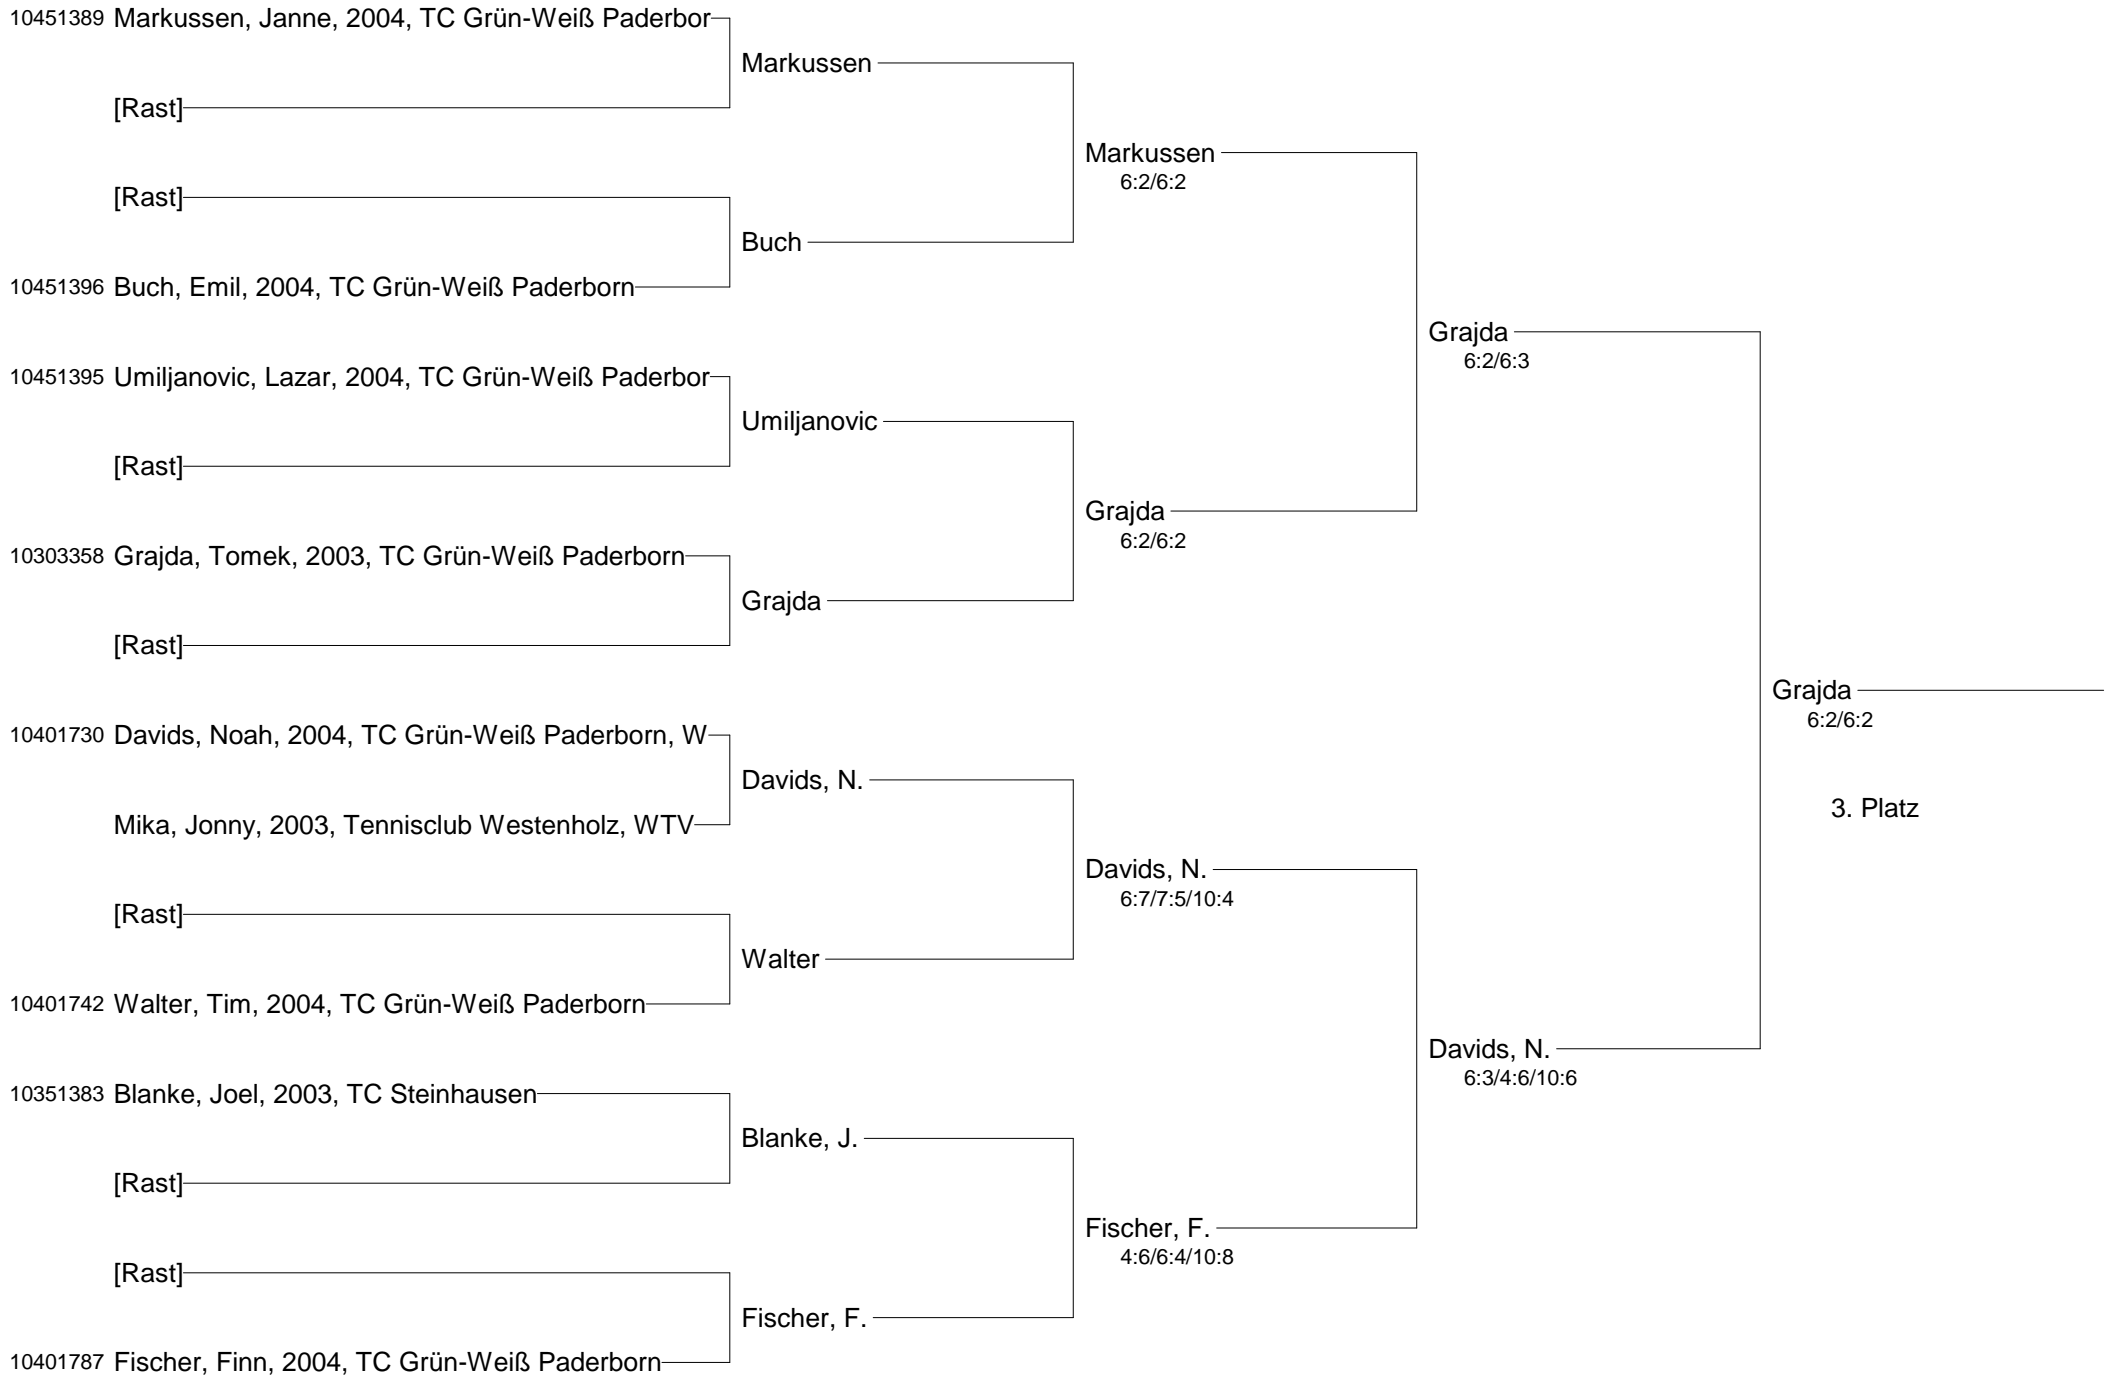 10451389 Markussen, Janne, 2004, TC Grün-Weiß Paderbor
Markussen
[Rast]
Markussen
6:2/6:2
[Rast]
Buch
10451396 Buch, Emil, 2004, TC Grün-Weiß Paderborn
Grajda
6:2/6:3
10451395 Umiljanovic, Lazar, 2004, TC Grün-Weiß Paderbor
Umiljanovic
[Rast]
Grajda
6:2/6:2
10303358 Grajda, Tomek, 2003, TC Grün-Weiß Paderborn
Grajda
[Rast]
Grajda
6:2/6:2
10401730 Davids, Noah, 2004, TC Grün-Weiß Paderborn, W
Davids, N.
3. Platz
Mika, Jonny, 2003, Tennisclub Westenholz, WTV
Davids, N.
6:7/7:5/10:4
[Rast]
Walter
10401742 Walter, Tim, 2004, TC Grün-Weiß Paderborn
Davids, N.
6:3/4:6/10:6
10351383 Blanke, Joel, 2003, TC Steinhausen
Blanke, J.
[Rast]
Fischer, F.
4:6/6:4/10:8
[Rast]
Fischer, F.
10401787 Fischer, Finn, 2004, TC Grün-Weiß Paderborn